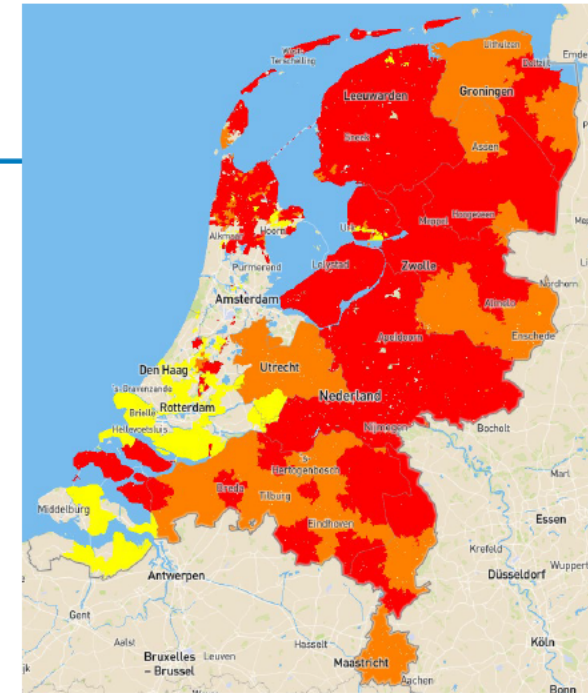 Uithuizen
Emde
West-
Terschelling
Delfzijl
Leeuwarden
Groningen
Sneek
Assen
Meppel
Hoogeveen
Hoorn
Alkmaar
Urk
Purmerend
Lelystad
Zwolle
Nordhorn
Amsterdam
Almelo
Apeldoorn
Enschede
Den Haag
Utrecht
's-Gravenzande
Nederland
Rotterdam
Brielle
Hellevoetsluis
Nijmegen
Bocholt
's-
Hertogenbosch
Marl
Breda
Tilburg
Middelburg
Eindhoven
Essen
Krefeld
Wuppert
Düsseldorf
Antwerpen
Gent
Köln
Aalst
Hasselt
Bruxelles
- Brussel
Leuven
Maastricht
Aachen
Bonn